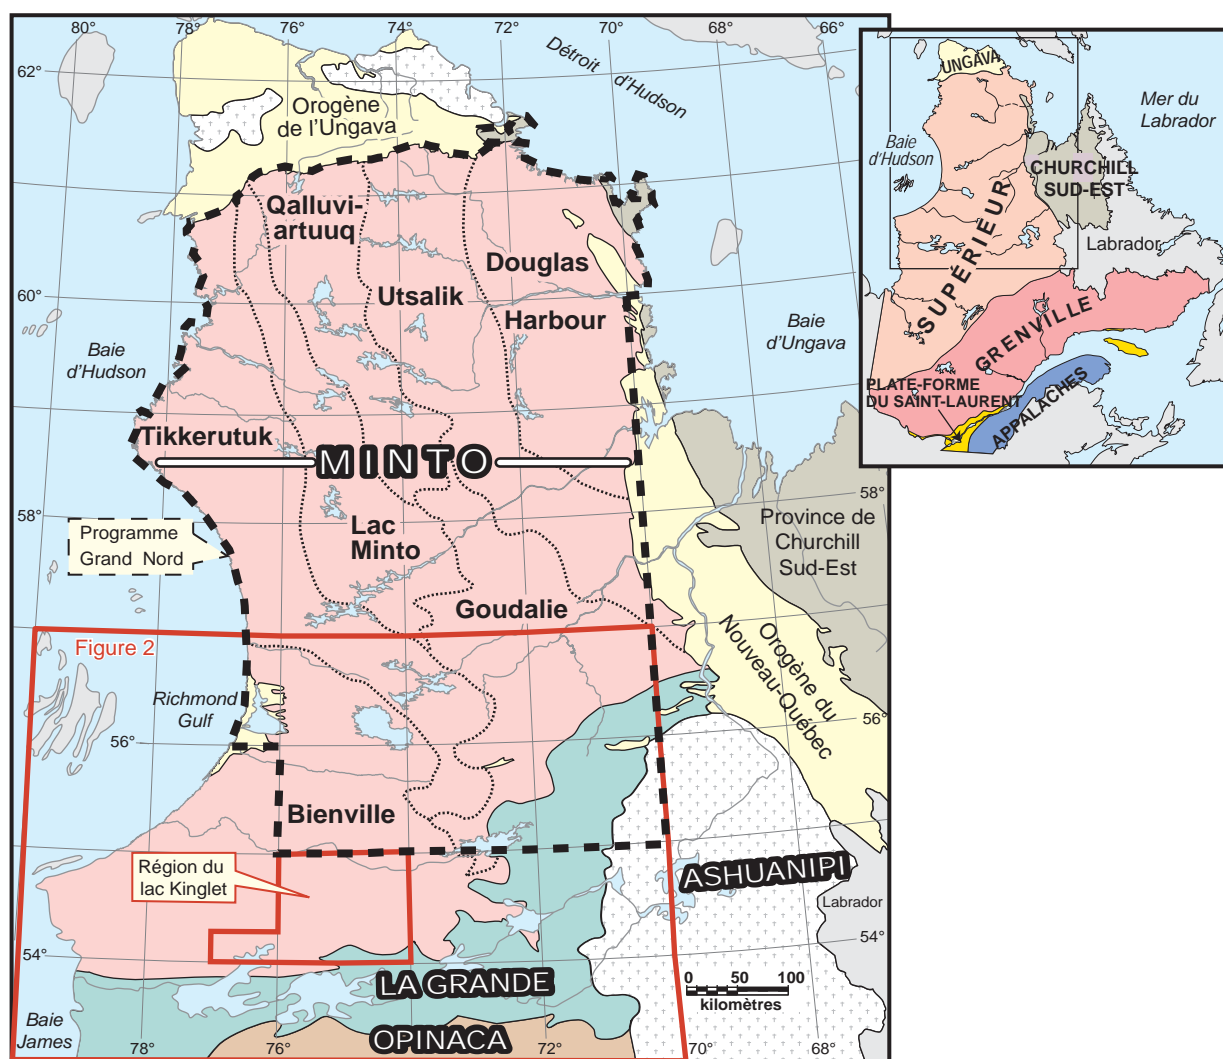 80°
78°
76°
74°
72°
70°
68°
66°
62°
60°
58°
58°
56°
56°
54°
54°
78°
76°
74°
72°
70°
68°
Détroit
d'Hudson
Orogène
de l'Ungava
Qalluvi-
artuuq
Douglas
Utsalik
Harbour
Baie
d'Hudson
Baie
d'Ungava
Tikkerutuk
MINTO
Lac
Minto
Programme
Grand Nord
Province de
Churchill
Sud-Est
Goudalie
Figure 2
Orogène du
Nouveau-Québec
Richmond
Gulf
Bienville
Région du
lac Kinglet
ASHUANIPI
Labrador
LA GRANDE
OPINACA
0 50 100
kilomètres
Baie
James
UNGAVA
Mer du
Labrador
Baie
d'Hudson
CHURCHILL
SUD-EST
Labrador
SUPÉRIEUR
GRENVILLE
PLATE-FORME
DU SAINT-LAURENT
APPALACHES